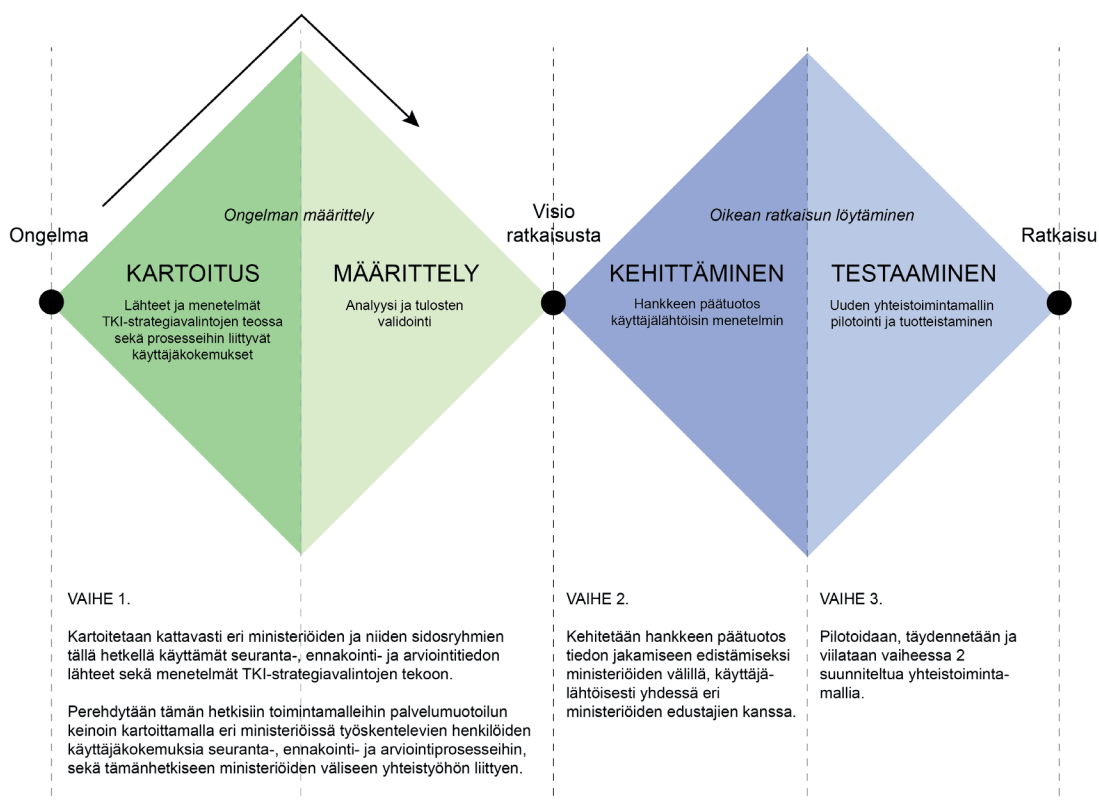 Ongelma
Ongelman määrittely
KARTOITUS
Lähteet ja menetelmät
TKI-strategiavalintojen teossa
sekä prosesseihin liittyvät
käyttäjäkokemukset
MÄÄRITTELY
Analyysi ja tulosten
validointi
Visio
ratkaisusta
Oikean ratkaisun löytäminen
KEHITTÄMINEN
Hankkeen päätuotos
käyttäjälähtöisin menetelmin
TESTAAMINEN
Uuden yhteistoimintamallin
pilotointi ja tuotteistaminen
Ratkaisu
VAIHE 1.
Kartoitetaan kattavasti eri ministeriöiden ja niiden sidosryhmien
tällä hetkellä käyttämät seuranta-, ennakointi- ja arviointitiedon
lähteet sekä menetelmät TKI-strategiavalintojen tekoon.
Perehdytään tämän hetkisiin toimintamalleihin palvelumuotoilun
keinoin kartoittamalla eri ministeriöissä työskentelevien henkilöiden
käyttäjäkokemuksia seuranta-, ennakointi- ja arviointiprosesseihin,
sekä tämänhetkiseen ministeriöiden väliseen yhteistyöhön liittyen.
VAIHE 2.
Kehitetään hankkeen päätuotos
tiedon jakamiseen edistämiseksi
ministeriöiden välillä, käyttäjä-
lähtöisesti yhdessä eri
ministeriöiden edustajien kanssa.
VAIHE 3.
Pilotoidaan, täydennetään ja
viilataan vaiheessa 2
suunniteltua yhteistoiminta-
mallia.